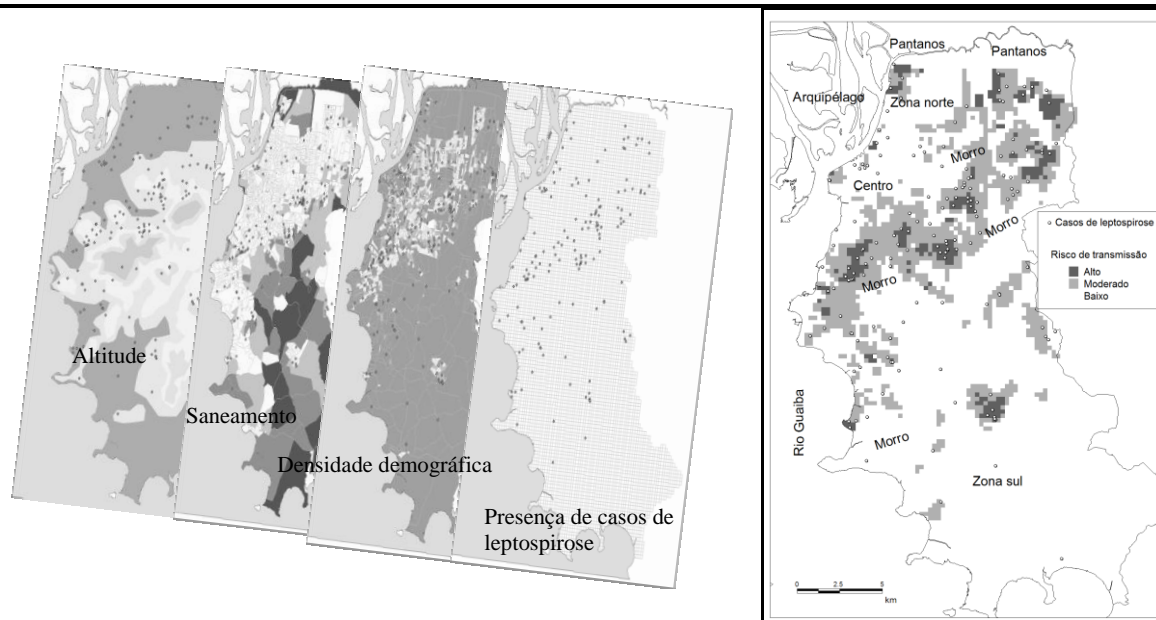 Altitude
Saneamento
Densidade demográfica
Presença de casos de
leptospirose
Pantanos
Pantanos
Arquipélago
Zona norte
Morro
Centro
Morro
Casos de leptospirose
Risco de transmissão
Alto
Moderado
Baixo
Morro
Rio Guaiba
Morro
Zona sul
0 2.5 5
km